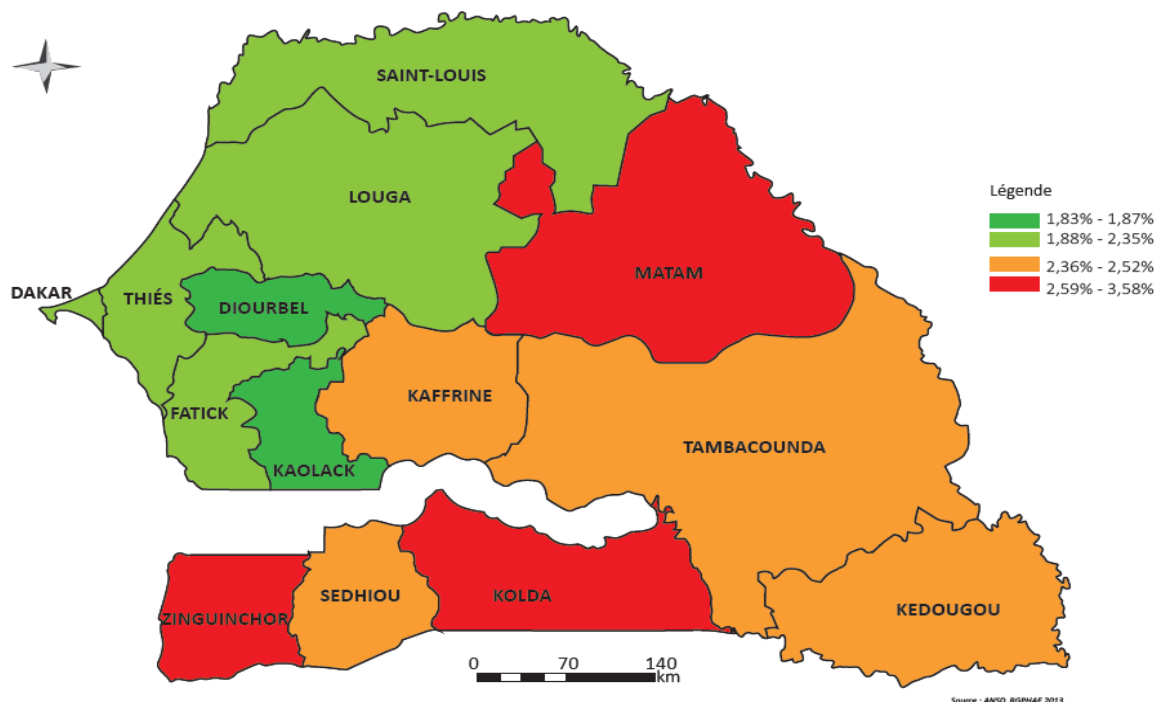 SAINT-LOUIS
LOUGA
MATAM
DAKAR
THIÉS
DIOURBEL
KAFFRINE
FATICK
KAOLACK
TAMBACOUNDA
ZINGUINCHOR
SEDHIOU
KOLDA
KEDOUGOU
Légende
1,83% - 1,87%
1,88% - 2,35%
2,36% - 2,52%
2,59% - 3,58%
0 70 140
km
Source : ANSD, RGPHAE 2013